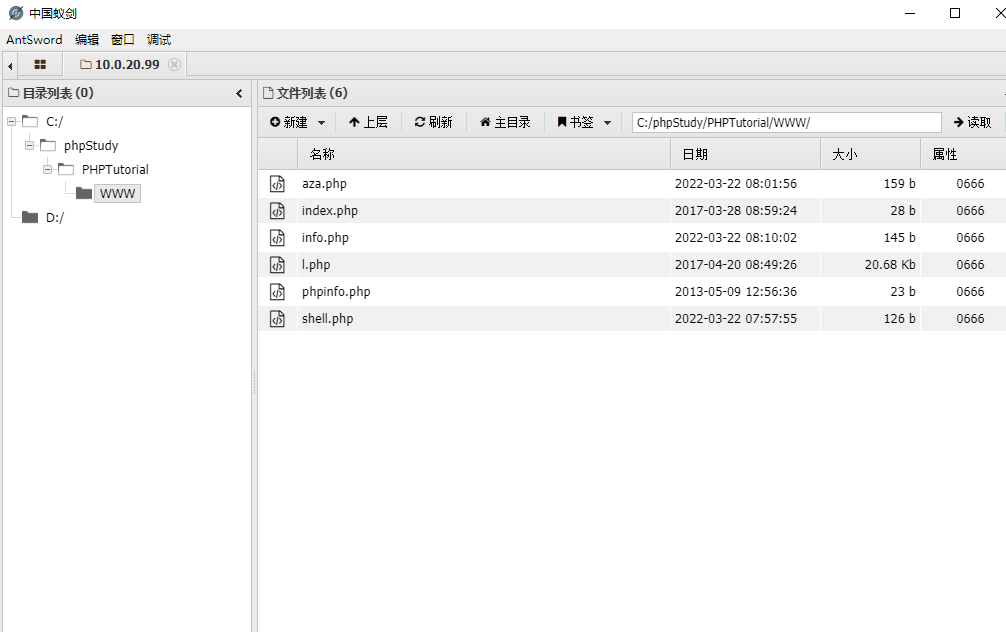 中国蚁剑
AntSword 编辑 窗口 调试
10.0.20.99
目录列表 (0)
C:/
phpStudy
PHPTutorial
WWW
D:/
文件列表 (6)
新建 上层 刷新 主目录 书签 C:/phpStudy/PHPTutorial/WWW/ 读取
名称 日期 大小 属性
aza.php 2022-03-22 08:01:56 159 b 0666
index.php 2017-03-28 08:59:24 28 b 0666
info.php 2022-03-22 08:10:02 145 b 0666
l.php 2017-04-20 08:49:26 20.68 Kb 0666
phpinfo.php 2013-05-09 12:56:36 23 b 0666
shell.php 2022-03-22 07:57:55 126 b 0666